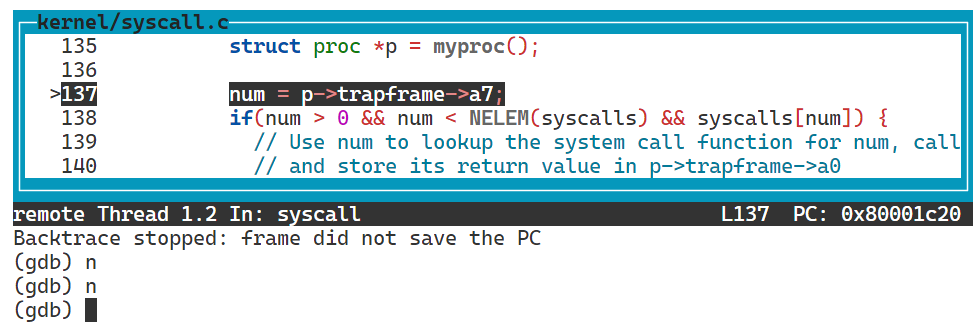 kernel/syscall.c
135 struct proc *p = myproc();
136
>137 num = p->trapframe->a7;
138 if(num > 0 && num < NELEM(syscalls) && syscalls[num]) {
139 // Use num to lookup the system call function for num, call
140 // and store its return value in p->trapframe->a0
remote Thread 1.2 In: syscall L137 PC: 0x80001c20
Backtrace stopped: frame did not save the PC
(gdb) n
(gdb) n
(gdb)